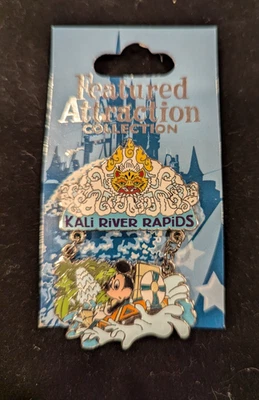 Featured
Attraction
COLLECTION
KALI RIVER RAPIDS